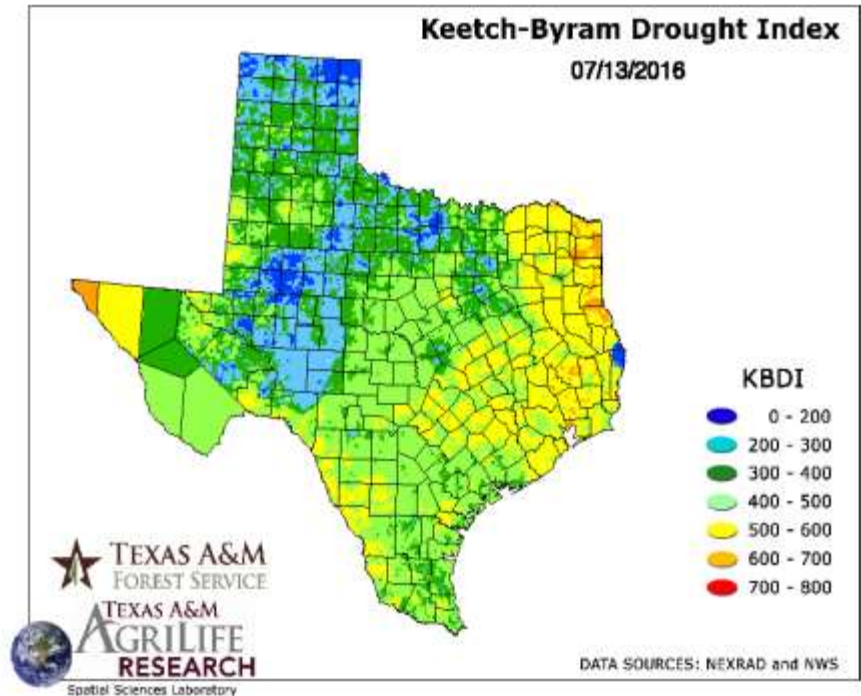 Keetch-Byram Drought Index
07/13/2016
KBDI
0 - 200
200 - 300
300 - 400
400 - 500
500 - 600
600 - 700
700 - 800
TEXAS A&M
FOREST SERVICE
TEXAS A&M
AGRILIFE
RESEARCH
Spatial Sciences Laboratory
DATA SOURCES: NEXRAD and NWS